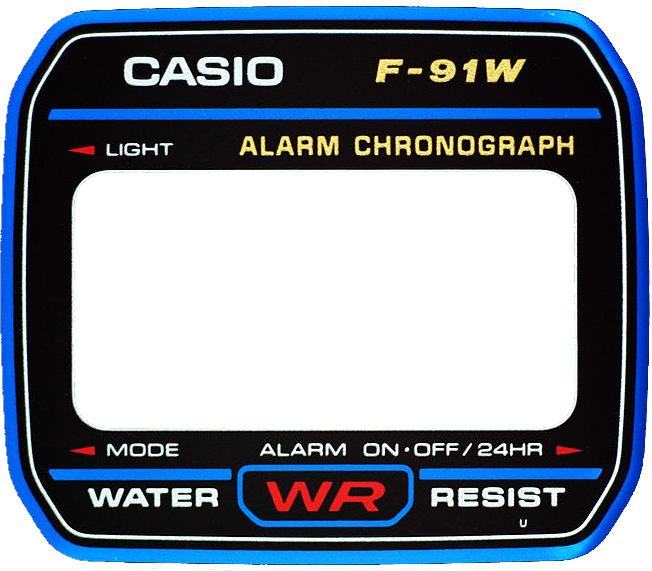 CASIO F-91W
LIGHT ALARM CHRONOGRAPH
MODE ALARM ON·OFF/24HR
WATER WR RESIST
U